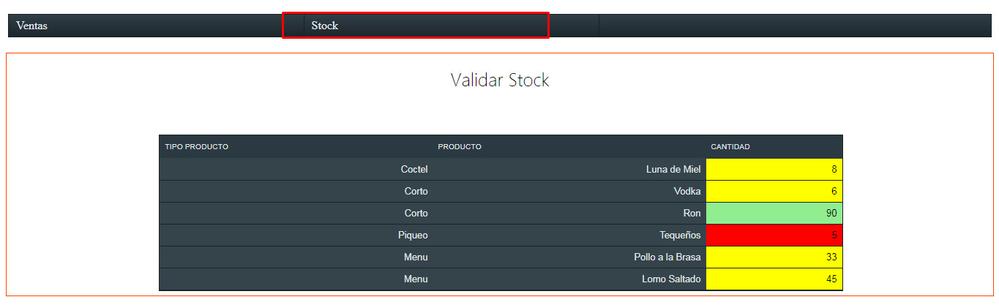 Ventas Stock
Validar Stock
TIPO PRODUCTO PRODUCTO CANTIDAD
Coctel Luna de Miel 8
Corto Vodka 6
Corto Ron 90
Piqueo Tequeños 5
Menu Pollo a la Brasa 33
Menu Lomo Saltado 45